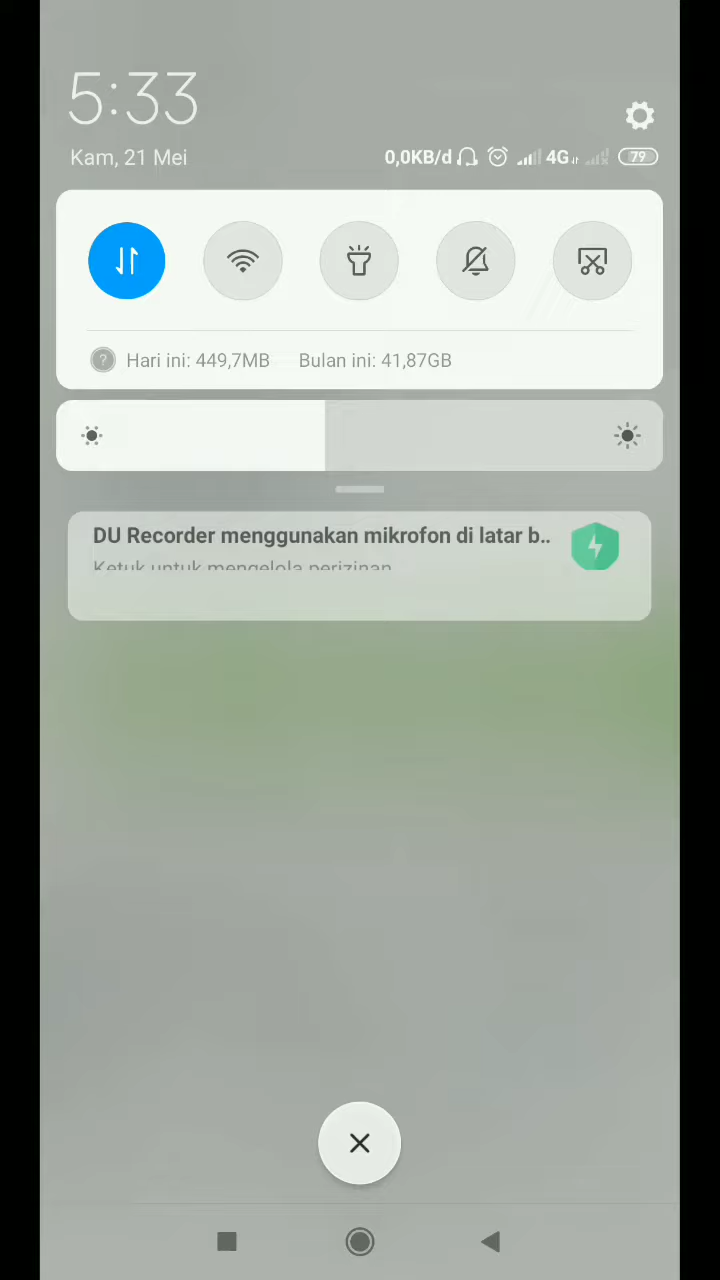 5:33
Kam, 21 Mei
0,0KB/d 4G 79
Hari ini: 449,7MB Bulan ini: 41,87GB
DU Recorder menggunakan mikrofon di latar b..
Ketuk untuk mengelola perizinan